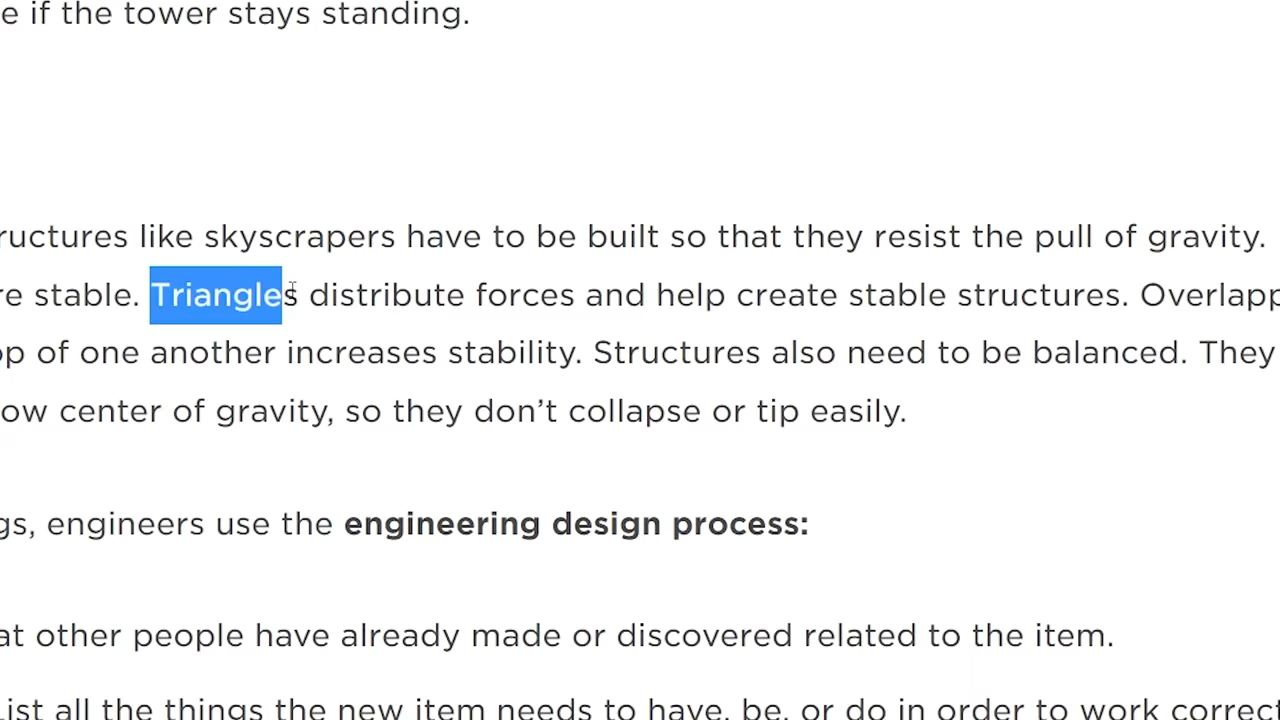 e if the tower stays standing.
ructures like skyscrapers have to be built so that they resist the pull of gravity.
re stable. Triangles distribute forces and help create stable structures. Overlapp
op of one another increases stability. Structures also need to be balanced. They
ow center of gravity, so they don’t collapse or tip easily.
gs, engineers use the engineering design process:
at other people have already made or discovered related to the item.
List all the things the new item needs to have, be, or do in order to work correct